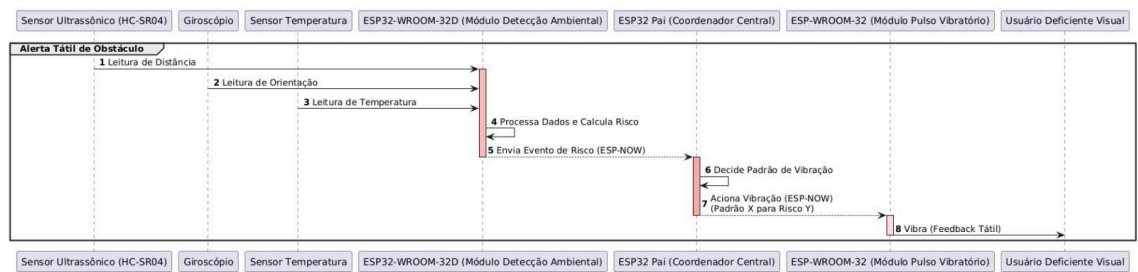 Sensor Ultrassônico (HC-SR04)
Giroscópio
Sensor Temperatura
ESP32-WROOM-32D (Módulo Detecção Ambiental)
ESP32 Pai (Coordenador Central)
ESP-WROOM-32 (Módulo Pulso Vibratório)
Usuário Deficiente Visual
Alerta Tátil de Obstáculo
1 Leitura de Distância
2 Leitura de Orientação
3 Leitura de Temperatura
4 Processa Dados e Calcula Risco
5 Envia Evento de Risco (ESP-NOW)
6 Decide Padrão de Vibração
7 Aciona Vibração (ESP-NOW)
(Padrão X para Risco Y)
8 Vibra (Feedback Tátil)
Sensor Ultrassônico (HC-SR04)
Giroscópio
Sensor Temperatura
ESP32-WROOM-32D (Módulo Detecção Ambiental)
ESP32 Pai (Coordenador Central)
ESP-WROOM-32 (Módulo Pulso Vibratório)
Usuário Deficiente Visual